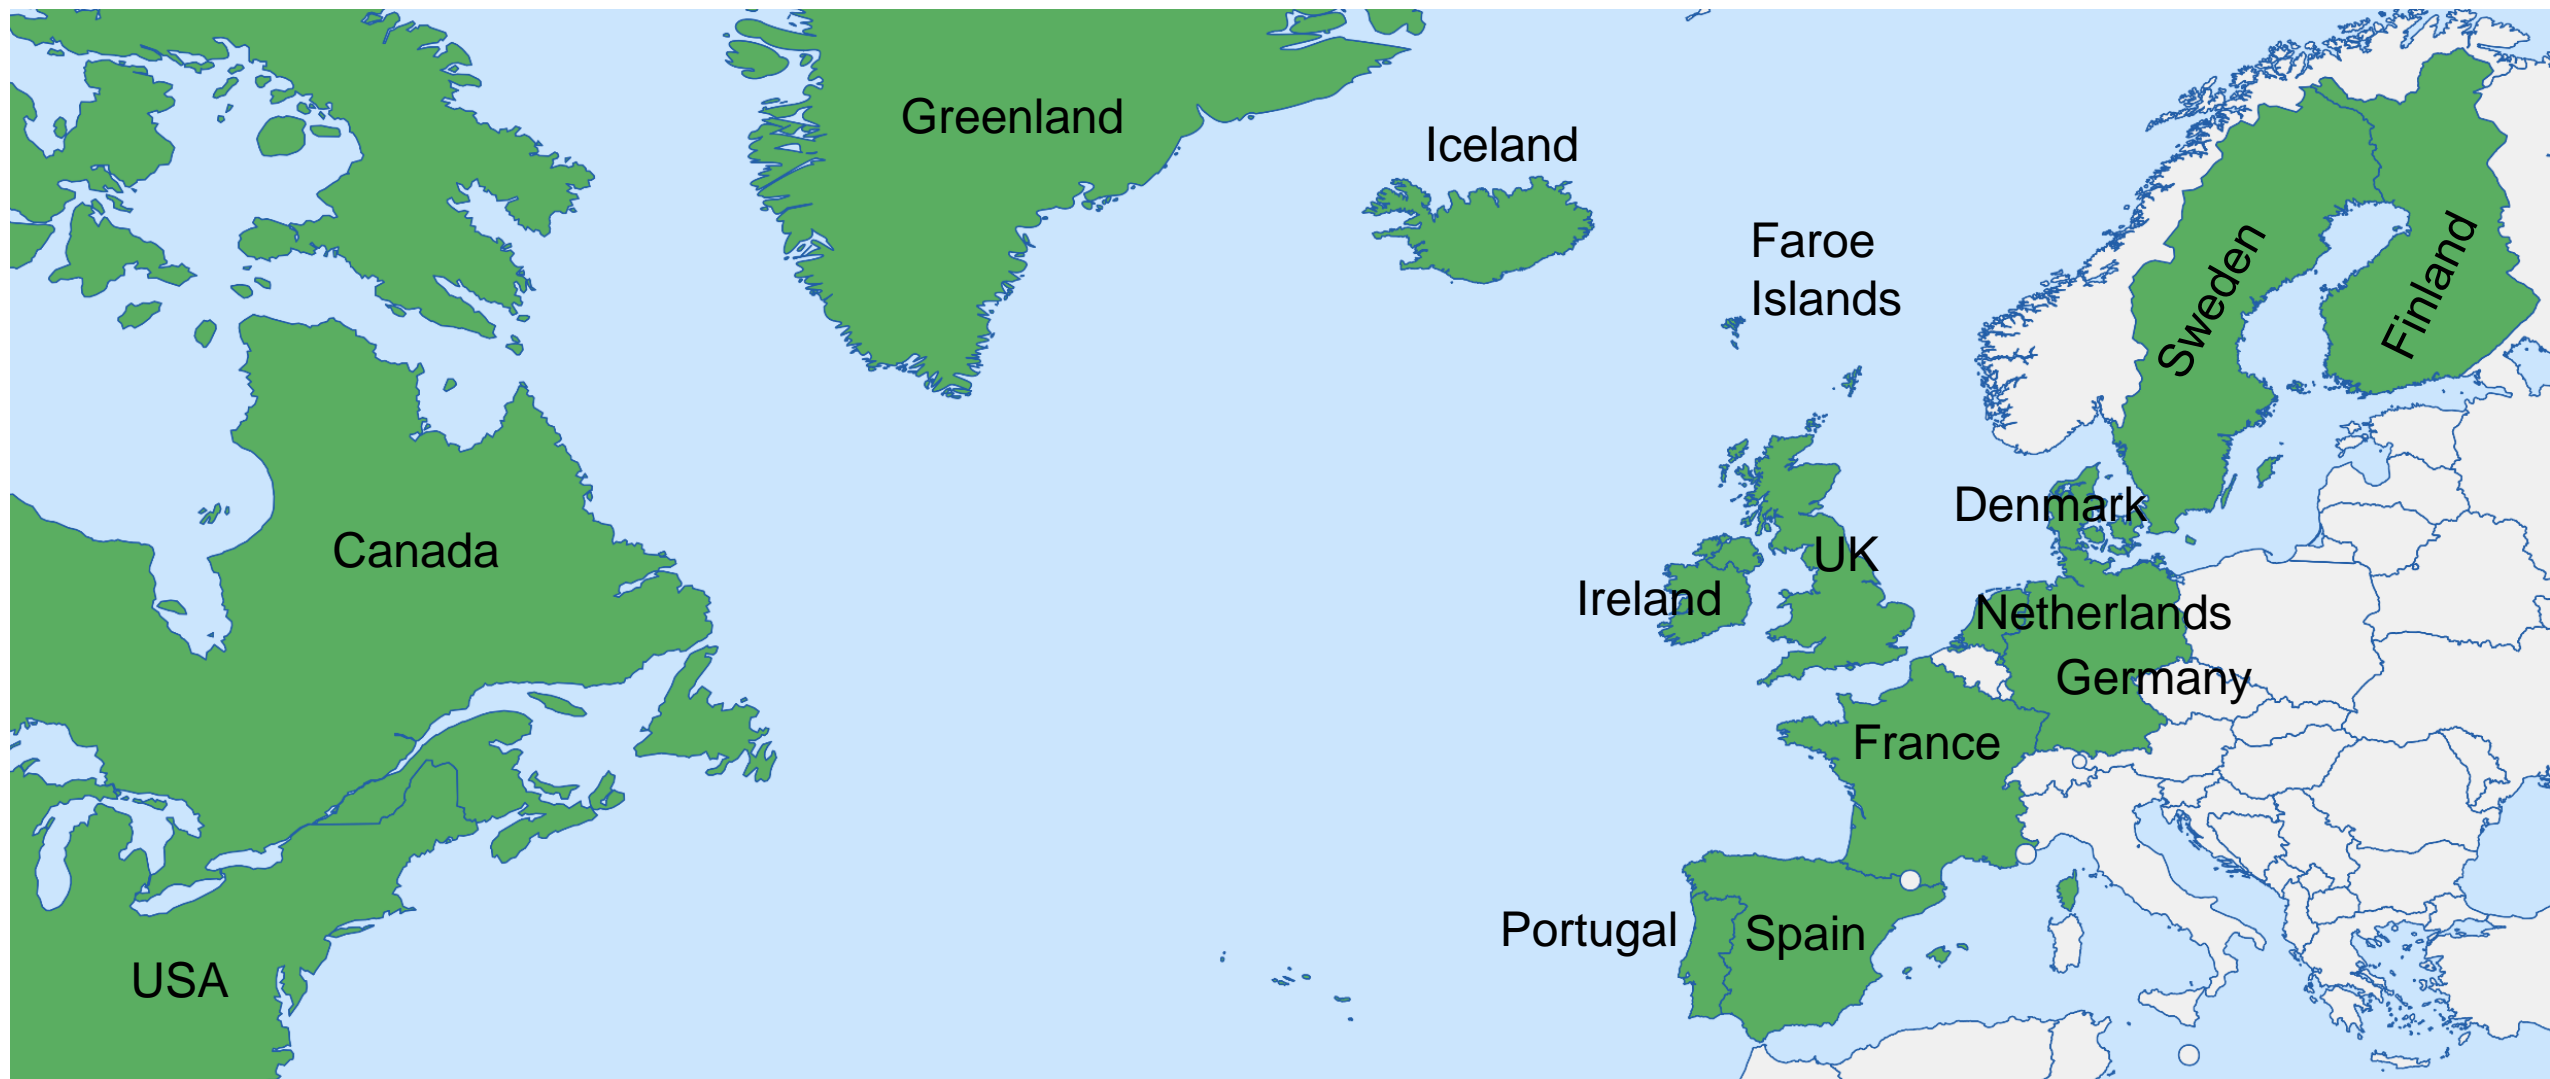 Greenland
Iceland
Faroe
Islands
Sweden
Finland
Canada
Denmark
UK
Ireland
Netherlands
Germany
France
Portugal
Spain
USA